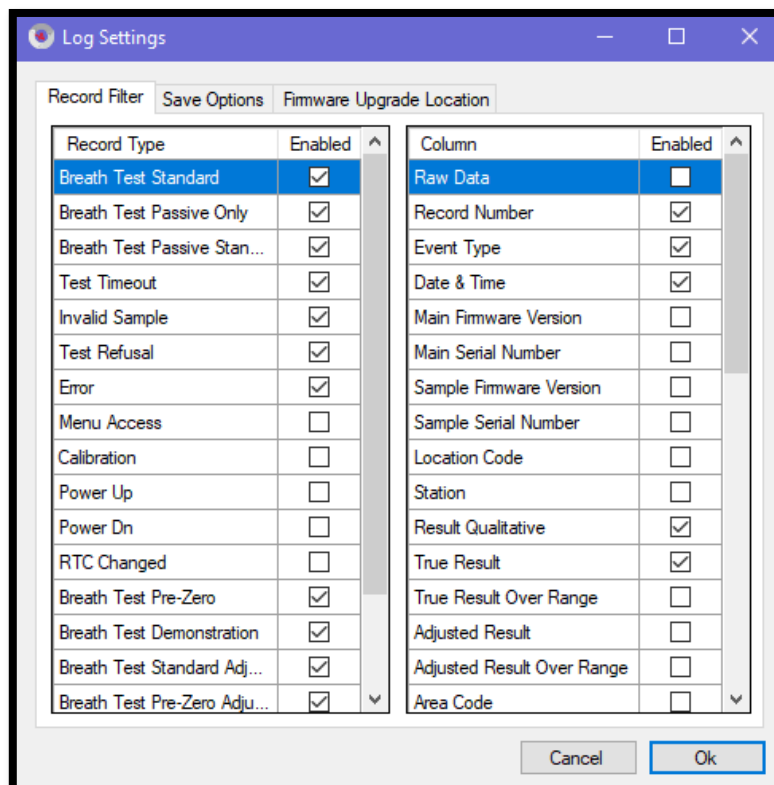 Log Settings
Record Filter Save Options Firmware Upgrade Location
Record Type Enabled
Breath Test Standard
Breath Test Passive Only
Breath Test Passive Stan...
Test Timeout
Invalid Sample
Test Refusal
Error
Menu Access
Calibration
Power Up
Power Dn
RTC Changed
Breath Test Pre-Zero
Breath Test Demonstration
Breath Test Standard Adj...
Breath Test Pre-Zero Adju...
Column Enabled
Raw Data
Record Number
Event Type
Date & Time
Main Firmware Version
Main Serial Number
Sample Firmware Version
Sample Serial Number
Location Code
Station
Result Qualitative
True Result
True Result Over Range
Adjusted Result
Adjusted Result Over Range
Area Code
Cancel Ok